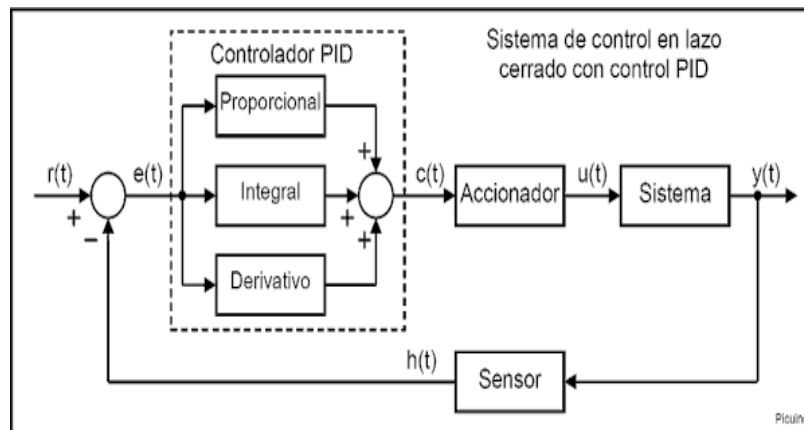 Controlador PID
Sistema de control en lazo
cerrado con control PID
Proporcional
+
r(t)
e(t)
Integral
c(t)
Accionador
u(t)
Sistema
y(t)
+
+
−
+
Derivativo
h(t)
Sensor